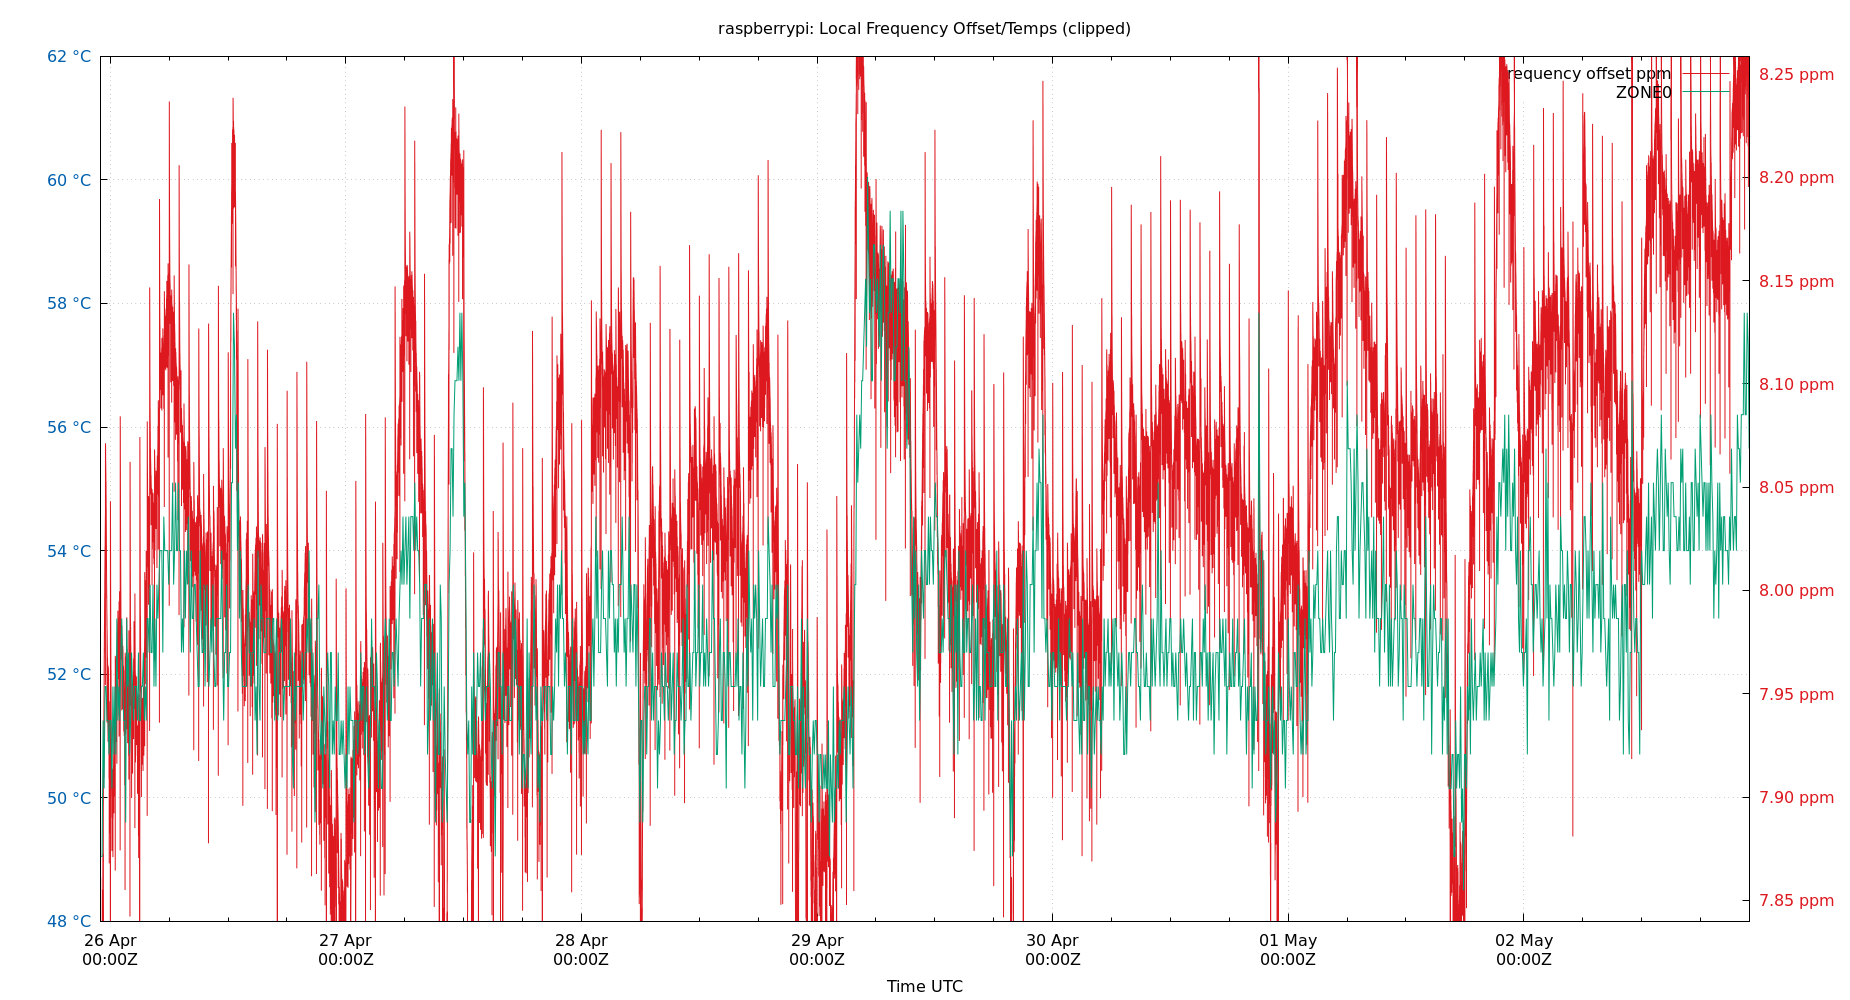 raspberrypi: Local Frequency Offset/Temps (clipped)
62 °C
60 °C
58 °C
56 °C
54 °C
52 °C
50 °C
48 °C
requency offset ppm
ZONE0
8.25 ppm
8.20 ppm
8.15 ppm
8.10 ppm
8.05 ppm
8.00 ppm
7.95 ppm
7.90 ppm
7.85 ppm
26 Apr
00:00Z
27 Apr
00:00Z
28 Apr
00:00Z
29 Apr
00:00Z
30 Apr
00:00Z
01 May
00:00Z
02 May
00:00Z
Time UTC